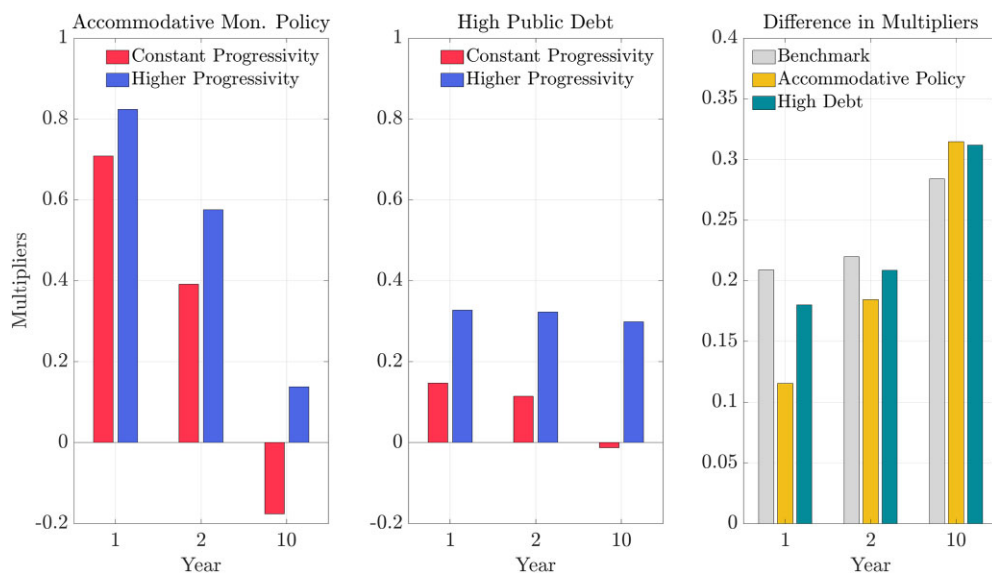 Accommodative Mon. Policy
1
Constant Progressivity
Higher Progressivity
0.8
0.6
0.4
0.2
0
-0.2
Multipliers
1 2 10
Year
High Public Debt
1
Constant Progressivity
Higher Progressivity
0.8
0.6
0.4
0.2
0
-0.2
1 2 10
Year
Difference in Multipliers
0.4
Benchmark
0.35
Accommodative Policy
High Debt
0.3
0.25
0.2
0.15
0.1
0.05
0
1 2 10
Year